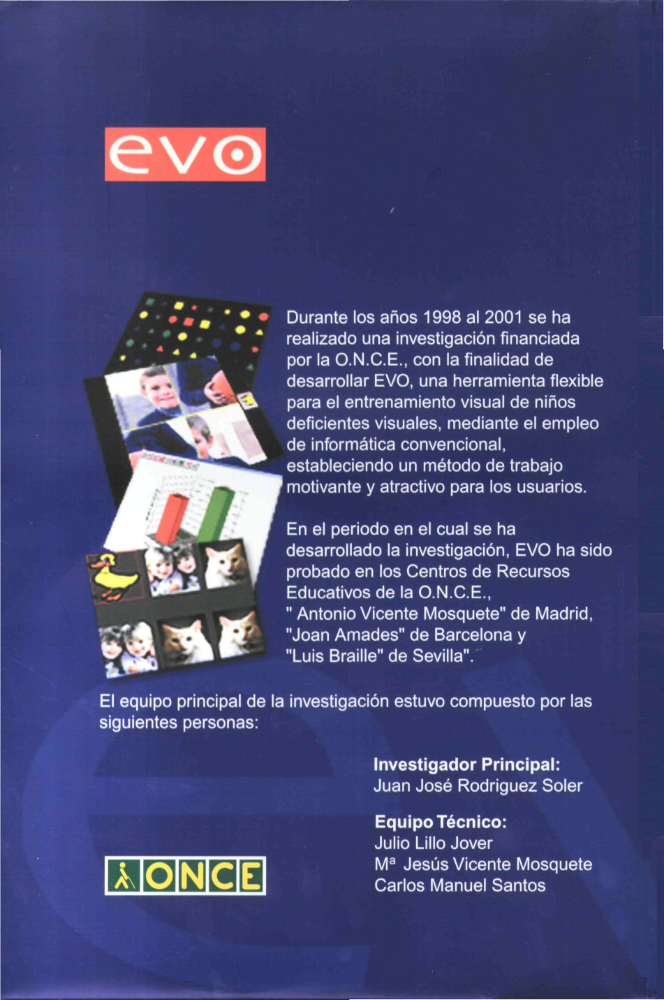 evo
Durante los años 1998 al 2001 se ha
realizado una investigación financiada
por la O.N.C.E., con la finalidad de
desarrollar EVO, una herramienta flexible
para el entrenamiento visual de niños
deficientes visuales, mediante el empleo
de informática convencional,
estableciendo un método de trabajo
motivante y atractivo para los usuarios.
En el periodo en el cual se ha
desarrollado la investigación, EVO ha sido
probado en los Centros de Recursos
Educativos de la O.N.C.E.,
" Antonio Vicente Mosquete" de Madrid,
"Joan Amades" de Barcelona y
"Luis Braille" de Sevilla".
El equipo principal de la investigación estuvo compuesto por las
siguientes personas:
Investigador Principal:
Juan José Rodriguez Soler
Equipo Técnico:
Julio Lillo Jover
Mª Jesús Vicente Mosquete
Carlos Manuel Santos
ONCE